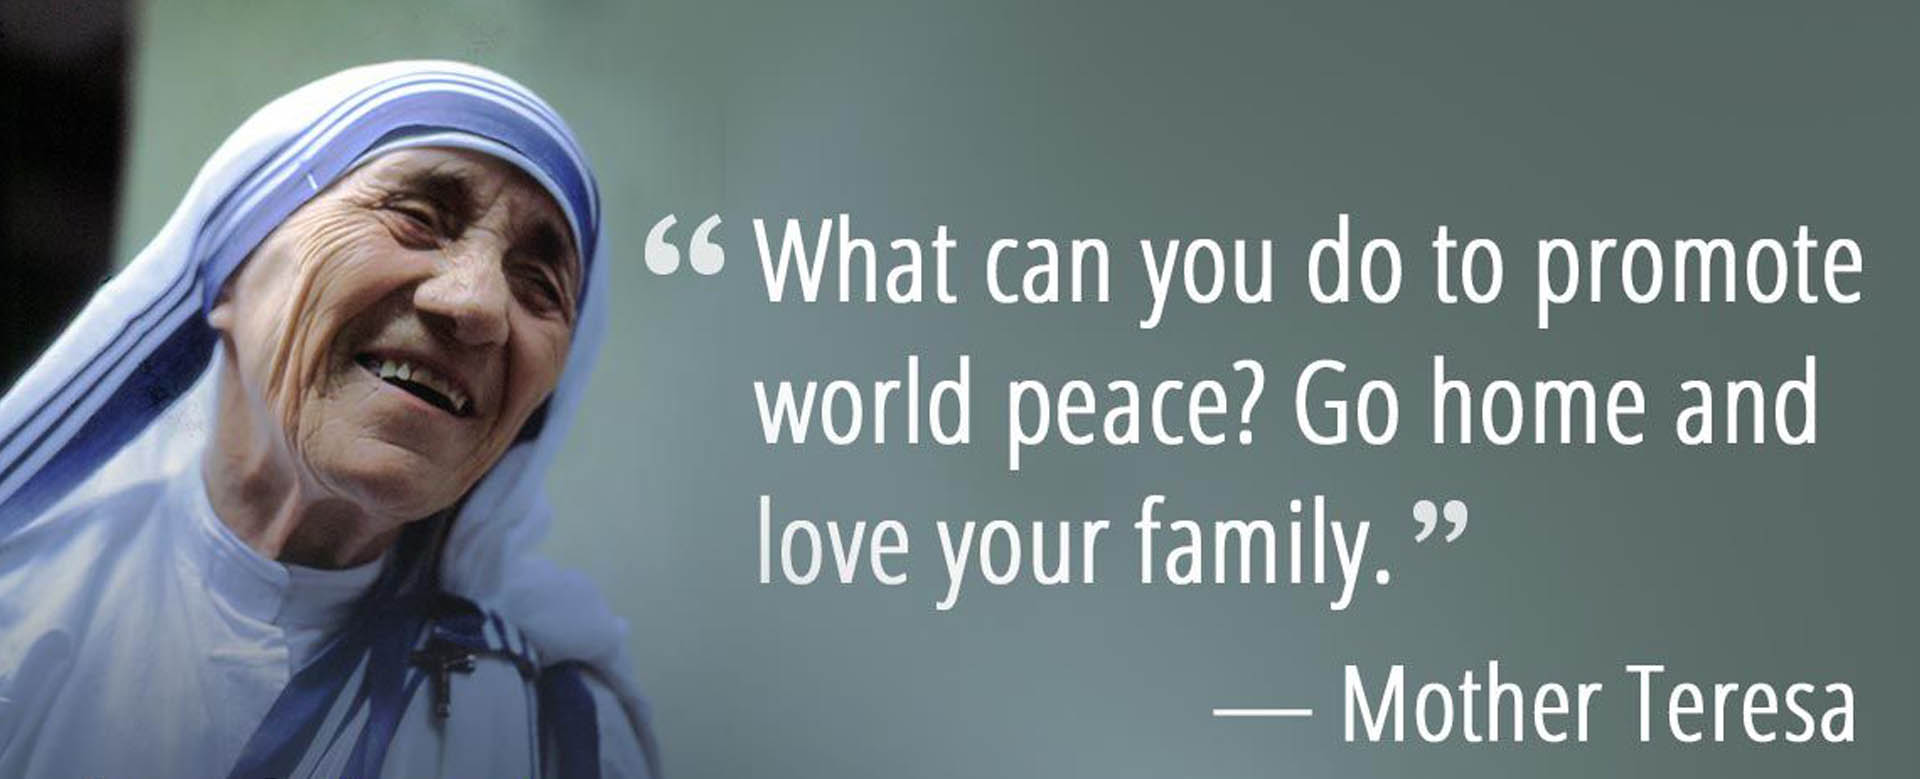 “What can you do to promote
world peace? Go home and
love your family.”
— Mother Teresa